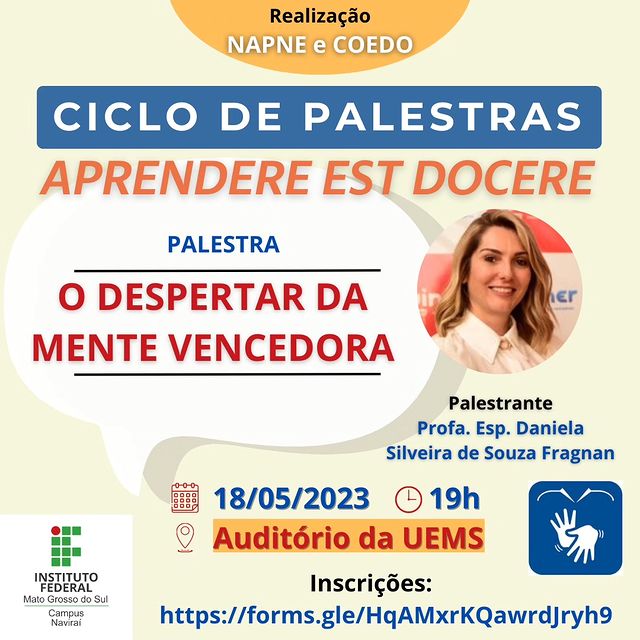 Realização
NAPNE e COEDO
CICLO DE PALESTRAS
APRENDERE EST DOCERE
PALESTRA
O DESPERTAR DA
MENTE VENCEDORA
Palestrante
Profa. Esp. Daniela
Silveira de Souza Fragnan
18/05/2023 19h
Auditório da UEMS
INSTITUTO
FEDERAL
Mato Grosso do Sul
Campus
Naviraí
Inscrições:
https://forms.gle/HqAMxrKQawrdJryh9